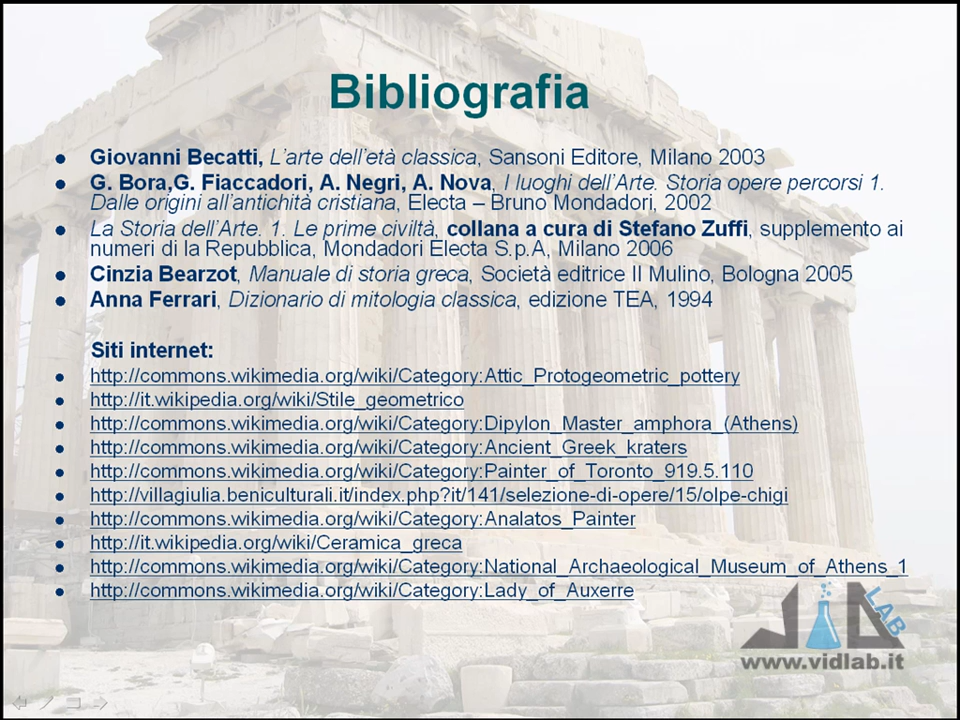 Bibliografia
Giovanni Becatti, L'arte dell'età classica, Sansoni Editore, Milano 2003
G. Bora,G. Fiaccadori, A. Negri, A. Nova, I luoghi dell'Arte. Storia opere percorsi 1.
Dalle origini all'antichità cristiana, Electa – Bruno Mondadori, 2002
La Storia dell'Arte. 1. Le prime civiltà, collana a cura di Stefano Zuffi, supplemento ai
numeri di la Repubblica, Mondadori Electa S.p.A, Milano 2006
Cinzia Bearzot, Manuale di storia greca, Società editrice Il Mulino, Bologna 2005
Anna Ferrari, Dizionario di mitologia classica, edizione TEA, 1994
Siti internet:
http://commons.wikimedia.org/wiki/Category:Attic_Protogeometric_pottery
http://it.wikipedia.org/wiki/Stile_geometrico
http://commons.wikimedia.org/wiki/Category:Dipylon_Master_amphora_(Athens)
http://commons.wikimedia.org/wiki/Category:Ancient_Greek_kraters
http://commons.wikimedia.org/wiki/Category:Painter_of_Toronto_919.5.110
http://villagiulia.beniculturali.it/index.php?it/141/selezione-di-opere/15/olpe-chigi
http://commons.wikimedia.org/wiki/Category:Analatos_Painter
http://it.wikipedia.org/wiki/Ceramica_greca
http://commons.wikimedia.org/wiki/Category:National_Archaeological_Museum_of_Athens_1
http://commons.wikimedia.org/wiki/Category:Lady_of_Auxerre
LAB
www.vidlab.it